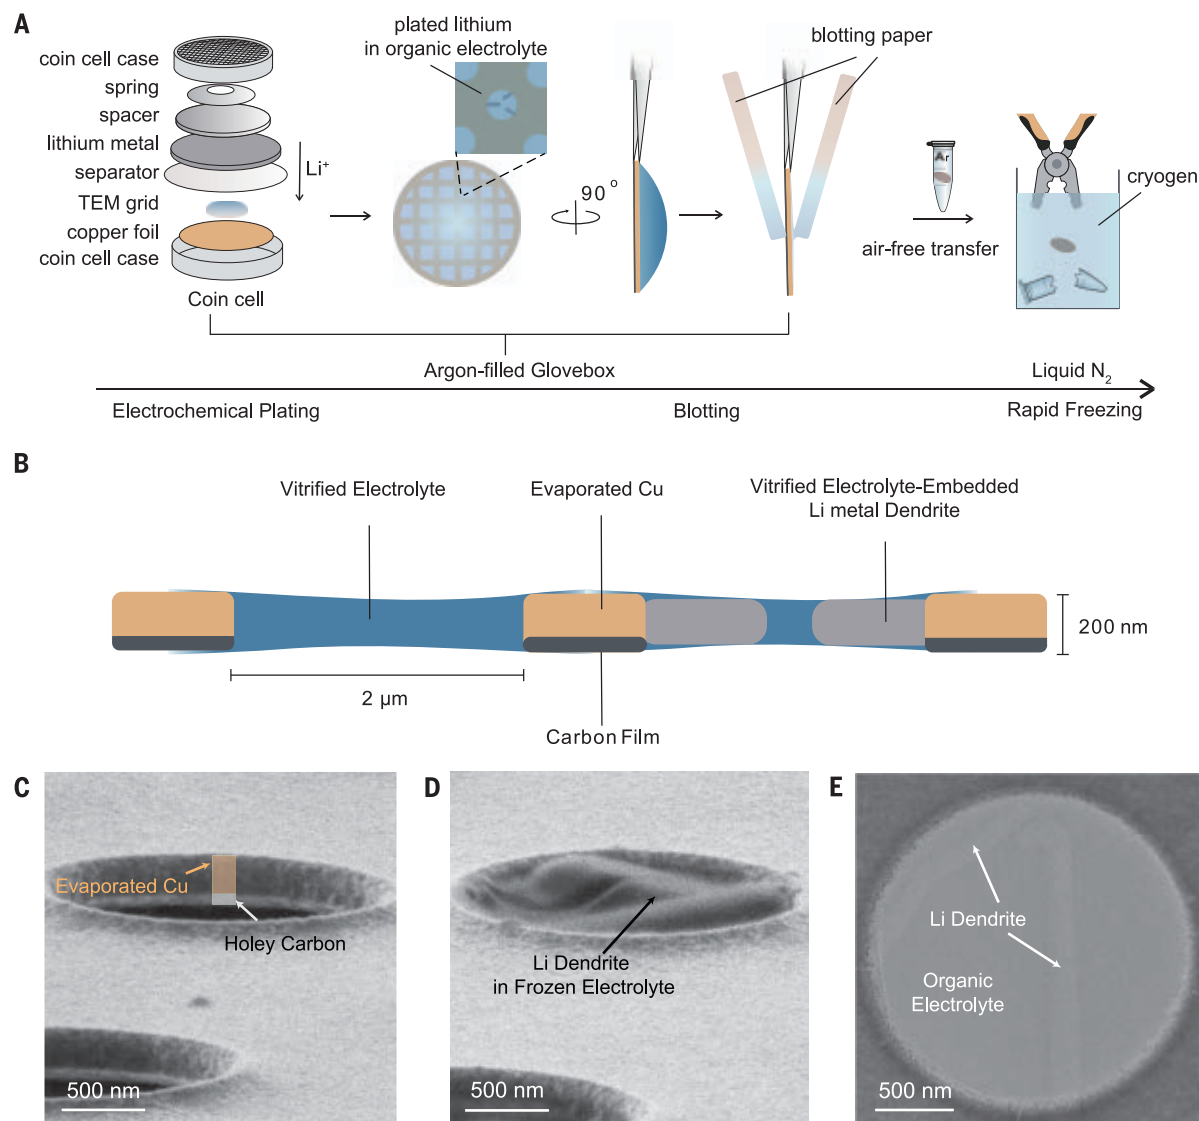 A
coin cell case
spring
spacer
lithium metal
separator
TEM grid
copper foil
coin cell case
Coin cell
Li⁺
plated lithium
in organic electrolyte
90 °
blotting paper
Ar
air-free transfer
cryogen
Argon-filled Glovebox
Liquid N₂
Electrochemical Plating
Blotting
Rapid Freezing
B
Vitrified Electrolyte
Evaporated Cu
Vitrified Electrolyte-Embedded
Li metal Dendrite
200 nm
2 µm
Carbon Film
C
Evaporated Cu
Holey Carbon
500 nm
D
Li Dendrite
in Frozen Electrolyte
500 nm
E
Li Dendrite
Organic
Electrolyte
500 nm